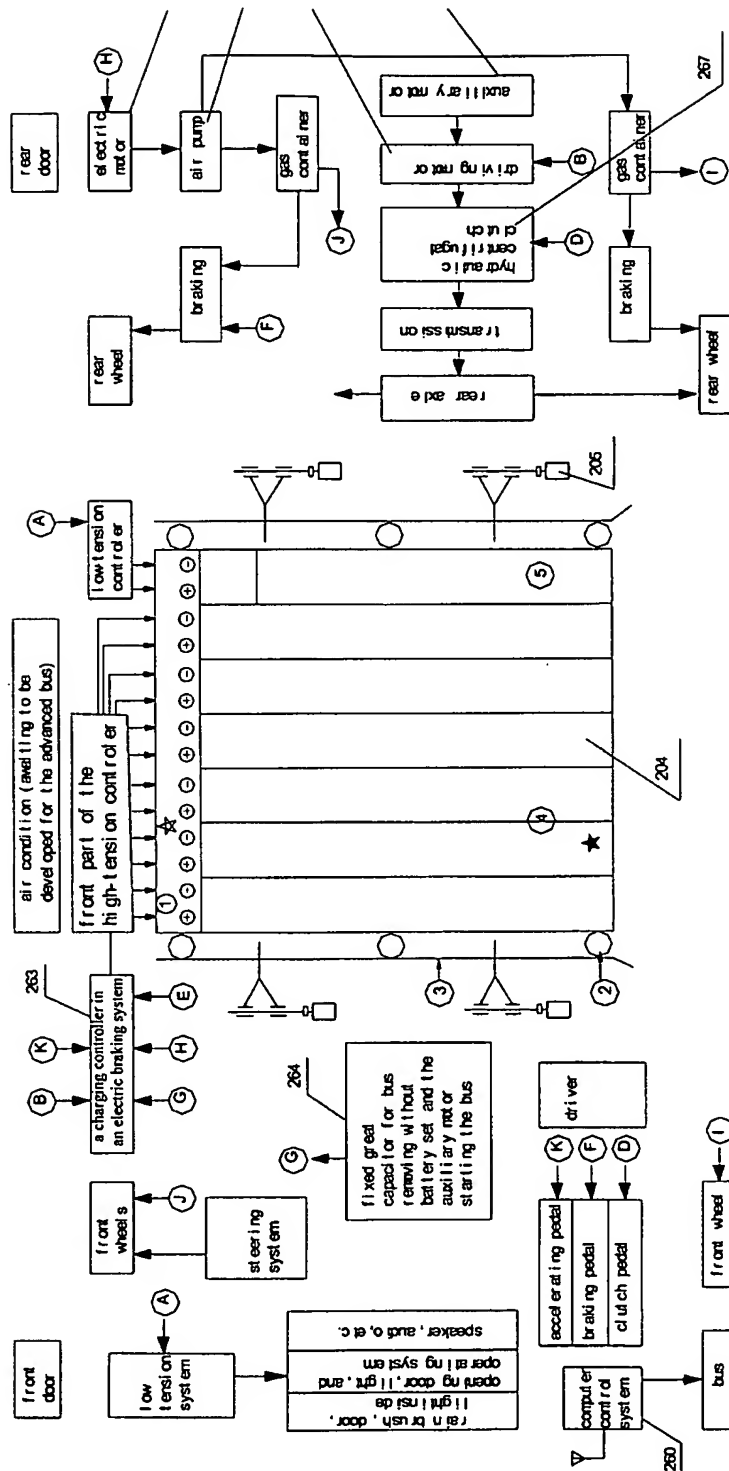 front
door
A
low
tension
system
rain brush, door,
light inside
opening door, light, and
operating system
speaker, audio, etc.
computer
control
system
260
bus
front
wheels
J
steering
system
accelerating pedal
braking pedal
clutch pedal
K
F
D
driver
front wheel
I
B
K
263
a charging controller in
an electric braking system
G
H
E
G
264
fixed great
capacitor for bus
removing without
battery set and the
auxiliary motor
starting the bus
air condition (awaiting to be
developed for the advanced bus)
front part of the
high-tension controller
A
low tension
controller
1
+ - + - + - + - + - + - + -
3
2
4
5
204
205
rear
door
rear
wheel
braking
F
H
electric
motor
air pump
gas
container
J
auxiliary motor
driving motor
B
hydraulic
centrifugal
clutch
D
267
transmission
rear axle
gas
container
I
braking
rear wheel